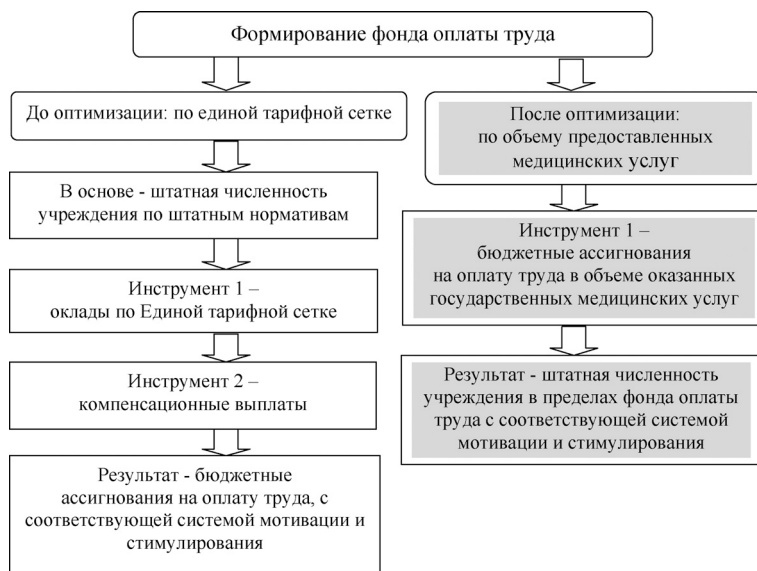 Формирование фонда оплаты труда
До оптимизации: по единой тарифной сетке
В основе - штатная численность
учреждения по штатным нормативам
Инструмент 1 –
оклады по Единой тарифной сетке
Инструмент 2 –
компенсационные выплаты
Результат - бюджетные
ассигнования на оплату труда, с
соответствующей системой мотивации и
стимулирования
После оптимизации:
по объему предоставленных
медицинских услуг
Инструмент 1 –
бюджетные ассигнования
на оплату труда в объеме оказанных
государственных медицинских услуг
Результат - штатная численность
учреждения в пределах фонда оплаты
труда с соответствующей системой
мотивации и стимулирования